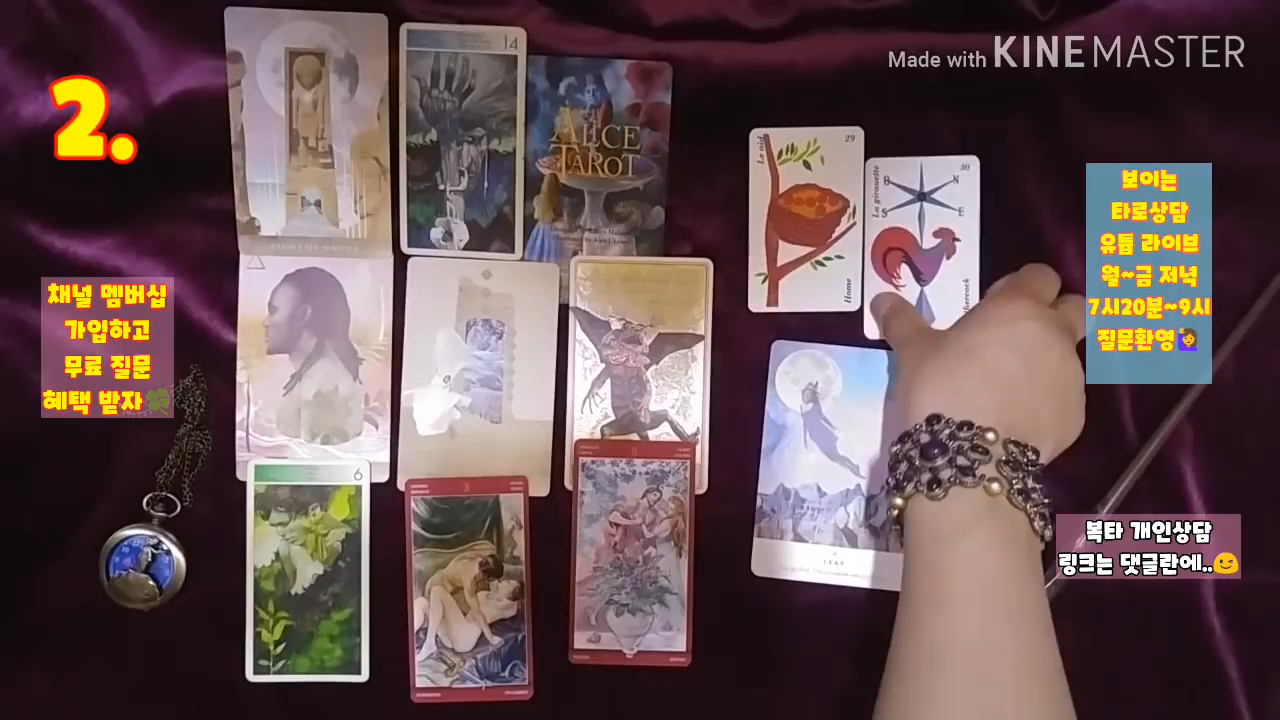 Made with KINEMASTER
2.
14
ALICE
TAROT
29
Le nid
Home
30
La girouette
N
S
E
보이는
타로상담
유튭 라이브
월~금 저녁
7시20분~9시
질문환영🙋‍♀️
채널 멤버십
가입하고
무료 질문
혜택 받자🍀
6
LEAP
복타 개인상담
링크는 댓글란에..😉